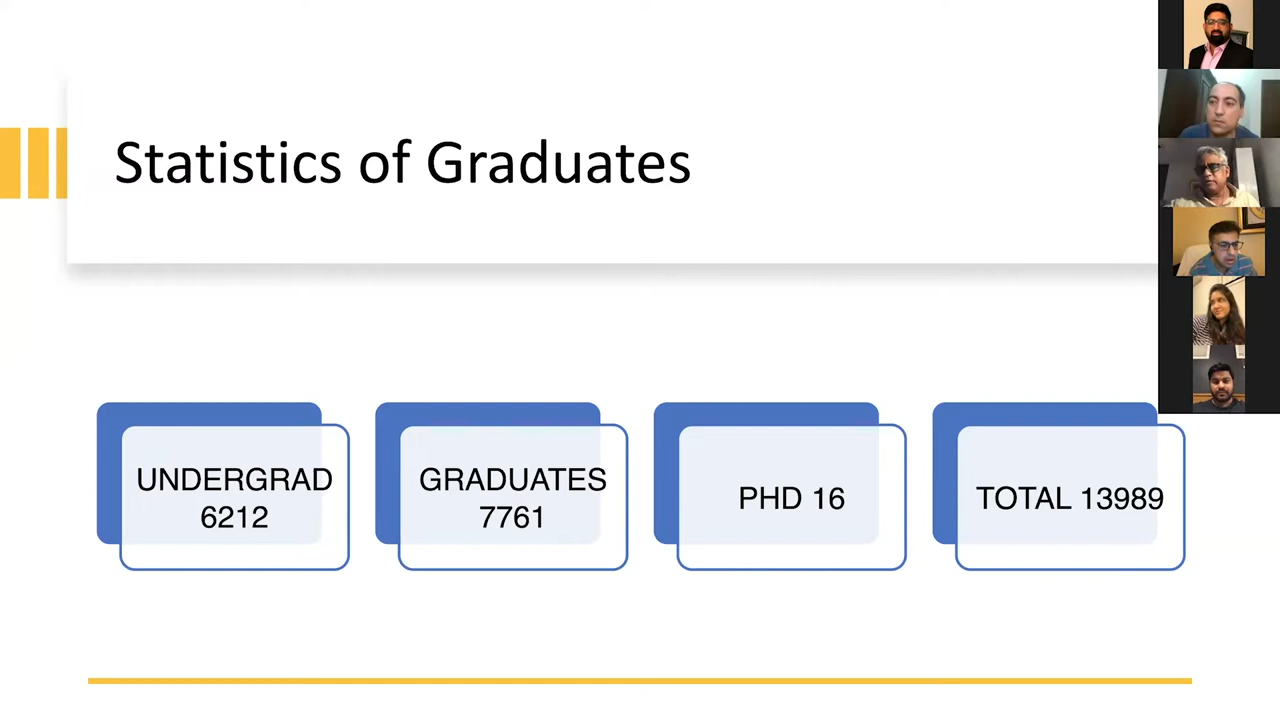 Statistics of Graduates
UNDERGRAD
6212
GRADUATES
7761
PHD 16
TOTAL 13989